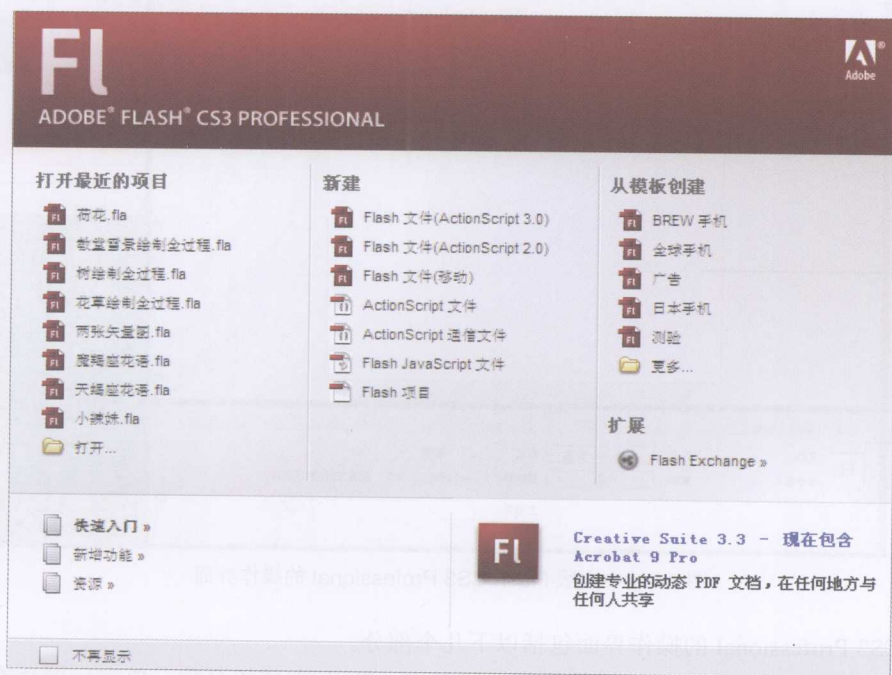 Fl
Adobe
ADOBE® FLASH® CS3 PROFESSIONAL
打开最近的项目
荷花.fla
教堂雪景绘制全过程.fla
树绘制全过程.fla
花草绘制全过程.fla
两张矢量图.fla
魔羯座花语.fla
天蝎座花语.fla
小辣妹.fla
打开...
新建
Flash 文件(ActionScript 3.0)
Flash 文件(ActionScript 2.0)
Flash 文件(移动)
ActionScript 文件
ActionScript 通信文件
Flash JavaScript 文件
Flash 项目
从模板创建
BREW 手机
全球手机
广告
日本手机
测验
更多...
扩展
Flash Exchange »
快速入门 »
新增功能 »
资源 »
Fl
Creative Suite 3.3 - 现在包含
Acrobat 9 Pro
创建专业的动态 PDF 文档，在任何地方与
任何人共享
不再显示